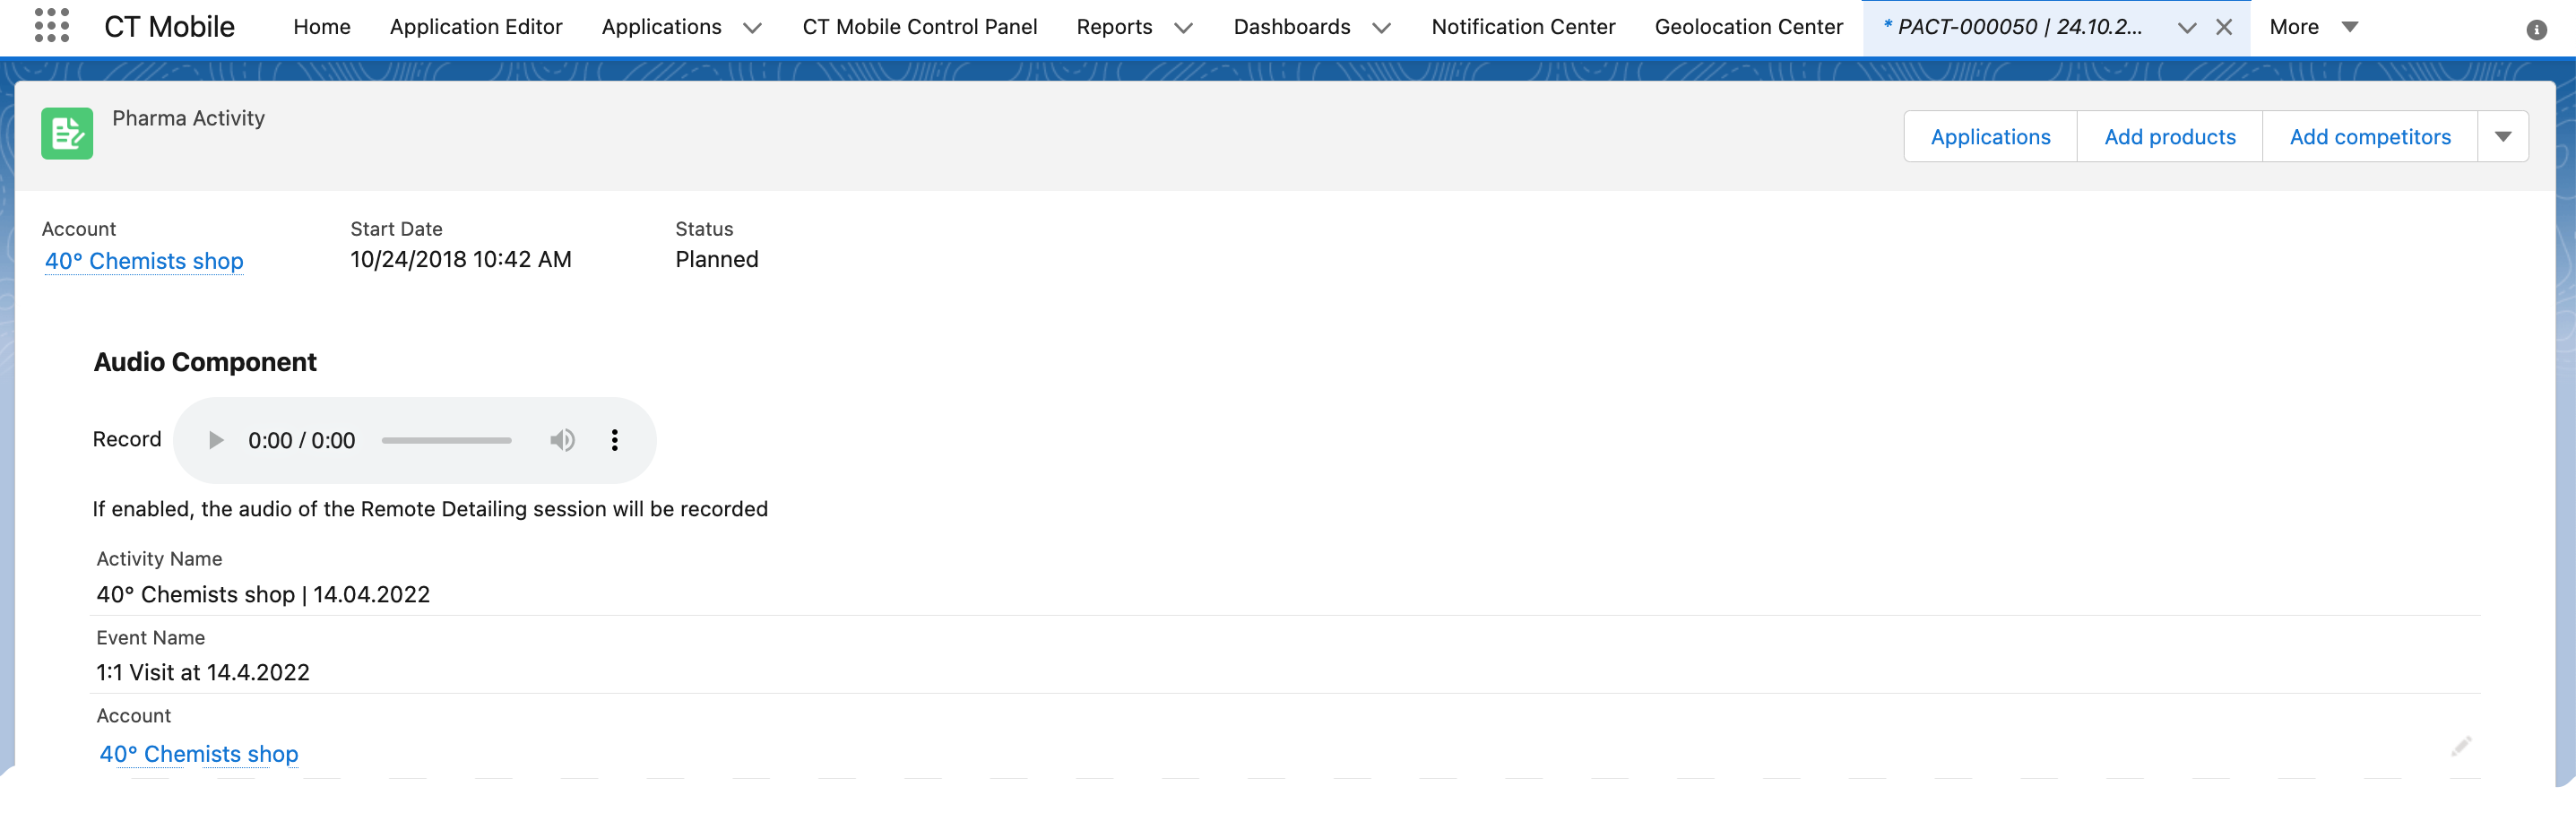 CT Mobile Home Application Editor Applications CT Mobile Control Panel Reports Dashboards Notification Center Geolocation Center * PACT-000050 | 24.10.2... More
Pharma Activity
Applications Add products Add competitors
Account Start Date Status
40° Chemists shop 10/24/2018 10:42 AM Planned
Audio Component
Record 0:00 / 0:00
If enabled, the audio of the Remote Detailing session will be recorded
Activity Name
40° Chemists shop | 14.04.2022
Event Name
1:1 Visit at 14.4.2022
Account
40° Chemists shop